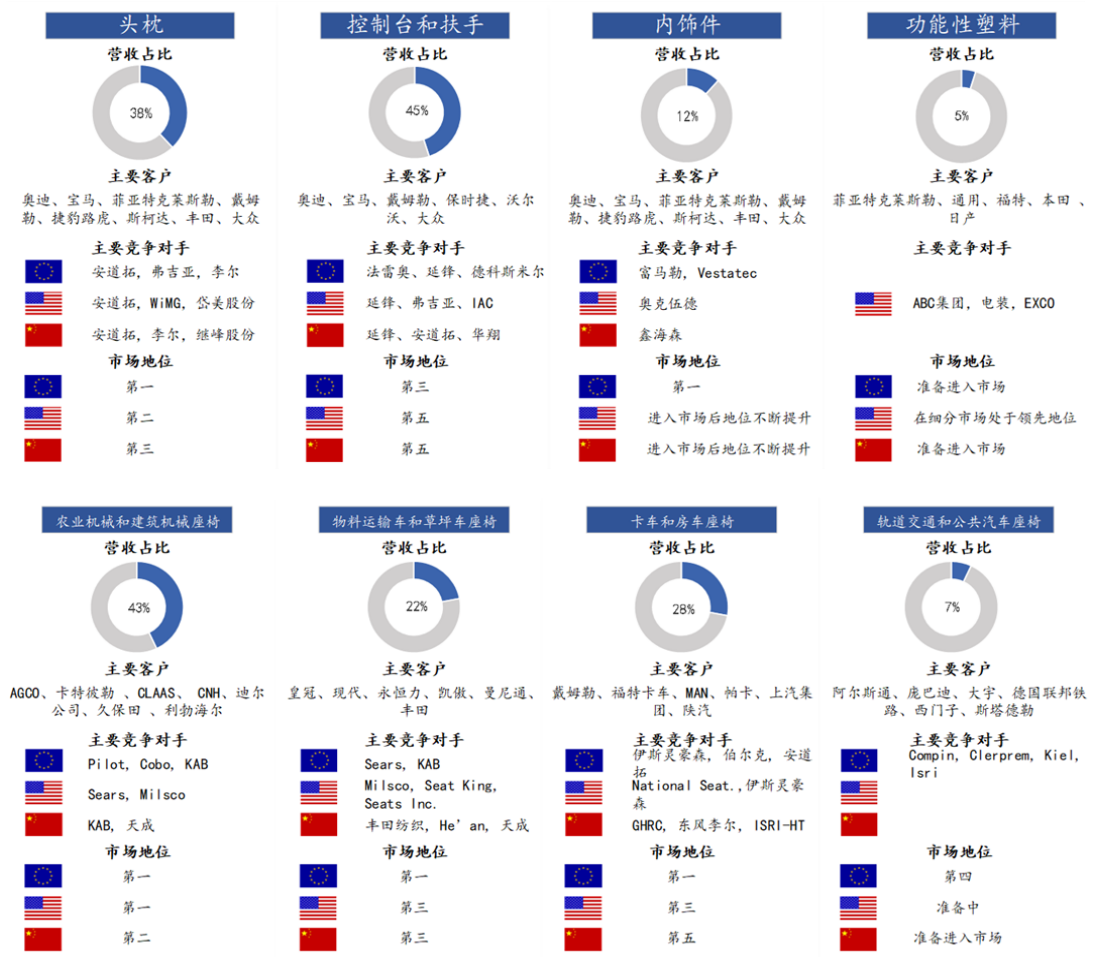 头枕
营收占比
38%
主要客户
奥迪、宝马、菲亚特克莱斯勒、戴姆
勒、捷豹路虎、斯柯达、丰田、大众
主要竞争对手
安道拓，弗吉亚，李尔
安道拓，WiMG，岱美股份
安道拓，李尔，继峰股份
市场地位
第一
第二
第三
控制台和扶手
营收占比
45%
主要客户
奥迪、宝马、戴姆勒、保时捷、沃尔
沃、大众
主要竞争对手
法雷奥、延锋、德科斯米尔
延锋、弗吉亚、IAC
延锋、安道拓、华翔
市场地位
第三
第五
第五
内饰件
营收占比
12%
主要客户
奥迪、宝马、菲亚特克莱斯勒、戴姆
勒、捷豹路虎、斯柯达、丰田、大众
主要竞争对手
富马勒，Vestatec
奥克伍德
鑫海森
市场地位
第一
进入市场后地位不断提升
进入市场后地位不断提升
功能性塑料
营收占比
5%
主要客户
菲亚特克莱斯勒、通用、福特、本田 、
日产
主要竞争对手
ABC集团，电装，EXCO
市场地位
准备进入市场
在细分市场处于领先地位
准备进入市场
农业机械和建筑机械座椅
营收占比
43%
主要客户
AGCO、卡特彼勒 、CLAAS、 CNH、迪尔
公司、久保田 、利勃海尔
主要竞争对手
Pilot, Cobo, KAB
Sears, Milsco
KAB, 天成
市场地位
第一
第一
第二
物料运输车和草坪车座椅
营收占比
22%
主要客户
皇冠、现代、永恒力、凯傲、曼尼通、
丰田
主要竞争对手
Sears, KAB
Milsco, Seat King,
Seats Inc.
丰田纺织，He’an，天成
市场地位
第一
第三
第三
卡车和房车座椅
营收占比
28%
主要客户
戴姆勒、福特卡车、MAN、帕卡、上汽集
团、陕汽
主要竞争对手
伊斯灵豪森，伯尔克，安道
拓
National Seat.,伊斯灵豪
森
GHRC, 东风李尔, ISRI-HT
市场地位
第一
第三
第五
轨道交通和公共汽车座椅
营收占比
7%
主要客户
阿尔斯通、庞巴迪、大宇、德国联邦铁
路、西门子、斯塔德勒
主要竞争对手
Compin, Clerprem, Kiel,
Isri
市场地位
第四
准备中
准备进入市场